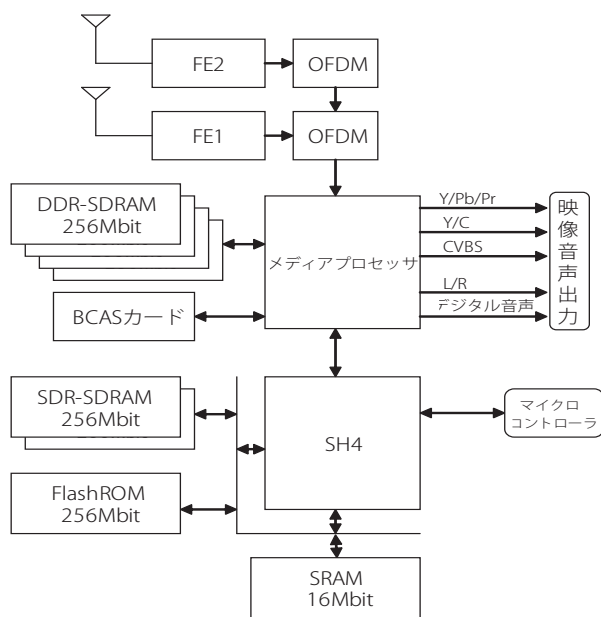 FE2
OFDM
FE1
OFDM
DDR-SDRAM
256Mbit
メディアプロセッサ
Y/Pb/Pr
Y/C
CVBS
L/R
デジタル音声
映像音声出力
BCASカード
SDR-SDRAM
256Mbit
SH4
マイクロ
コントローラ
FlashROM
256Mbit
SRAM
16Mbit